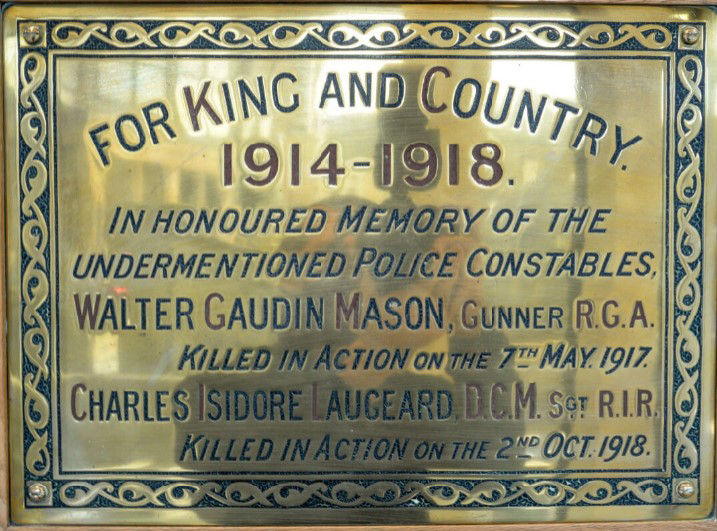 FOR KING AND COUNTRY.
1914-1918.
IN HONOURED MEMORY OF THE
UNDERMENTIONED POLICE CONSTABLES,
WALTER GAUDIN MASON, GUNNER R.G.A.
KILLED IN ACTION ON THE 7TH MAY. 1917.
CHARLES ISIDORE LAUGEARD, D.C.M. SGT R.I.R.
KILLED IN ACTION ON THE 2ND OCT. 1918.